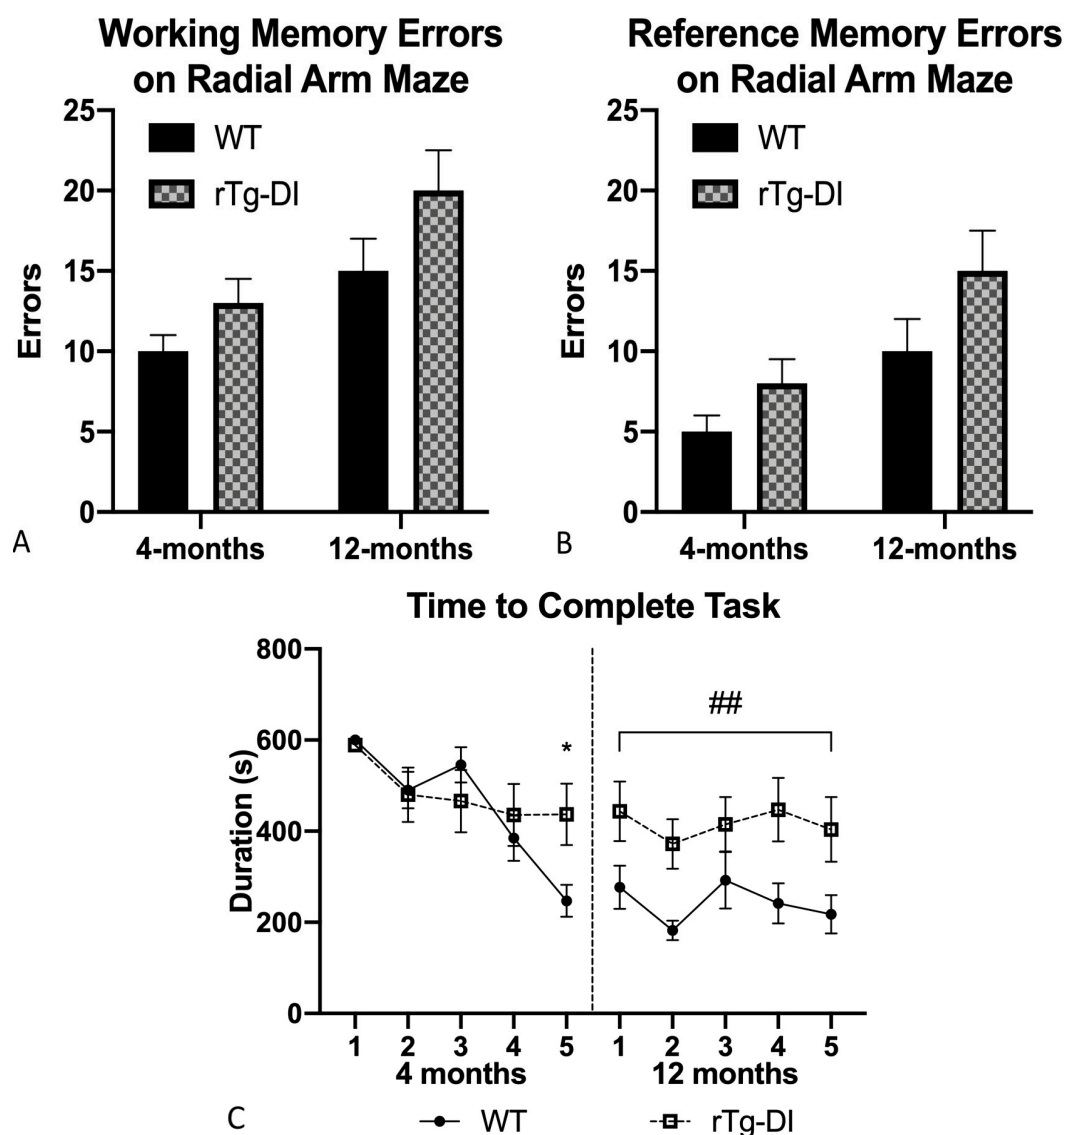 Working Memory Errors
on Radial Arm Maze
25
20
15
10
5
0
Errors
WT
rTg-DI
4-months
12-months
A
Reference Memory Errors
on Radial Arm Maze
25
20
15
10
5
0
Errors
WT
rTg-DI
4-months
12-months
B
Time to Complete Task
800
600
400
200
0
Duration (s)
*
##
1 2 3 4 5 1 2 3 4 5
4 months 12 months
C
WT rTg-DI